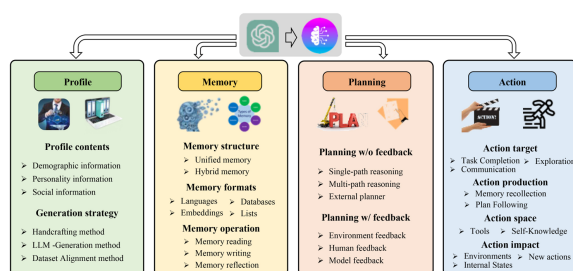 Profile
Profile contents
Demographic information
Personality information
Social information
Generation strategy
Handcrafting method
LLM -Generation method
Dataset Alignment method
Memory
Memory structure
Unified memory
Hybrid memory
Memory formats
Languages Databases
Embeddings Lists
Memory operation
Memory reading
Memory writing
Memory reflection
Planning
Planning w/o feedback
Single-path reasoning
Multi-path reasoning
External planner
Planning w/ feedback
Environment feedback
Human feedback
Model feedback
Action
ACTION!
Action target
Task Completion Exploration
Communication
Action production
Memory recollection
Plan Following
Action space
Tools Self-Knowledge
Action impact
Environments New actions
Internal States